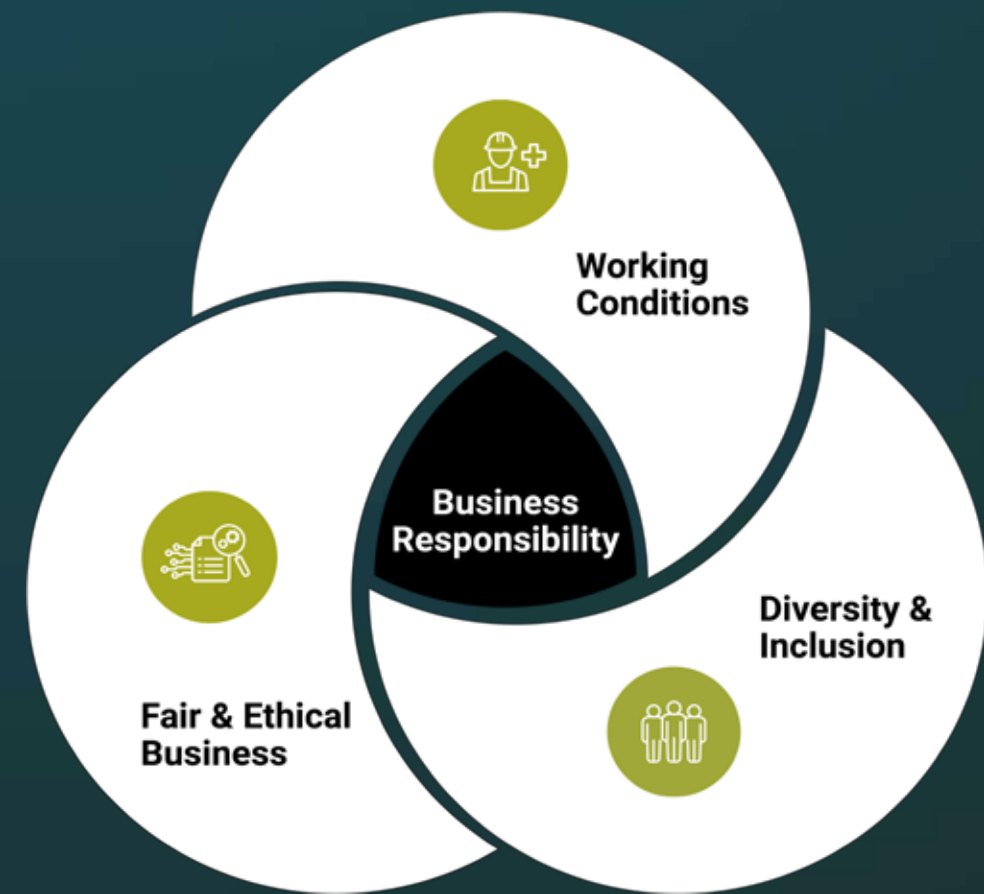 Working
Conditions
Business
Responsibility
Diversity &
Inclusion
Fair & Ethical
Business